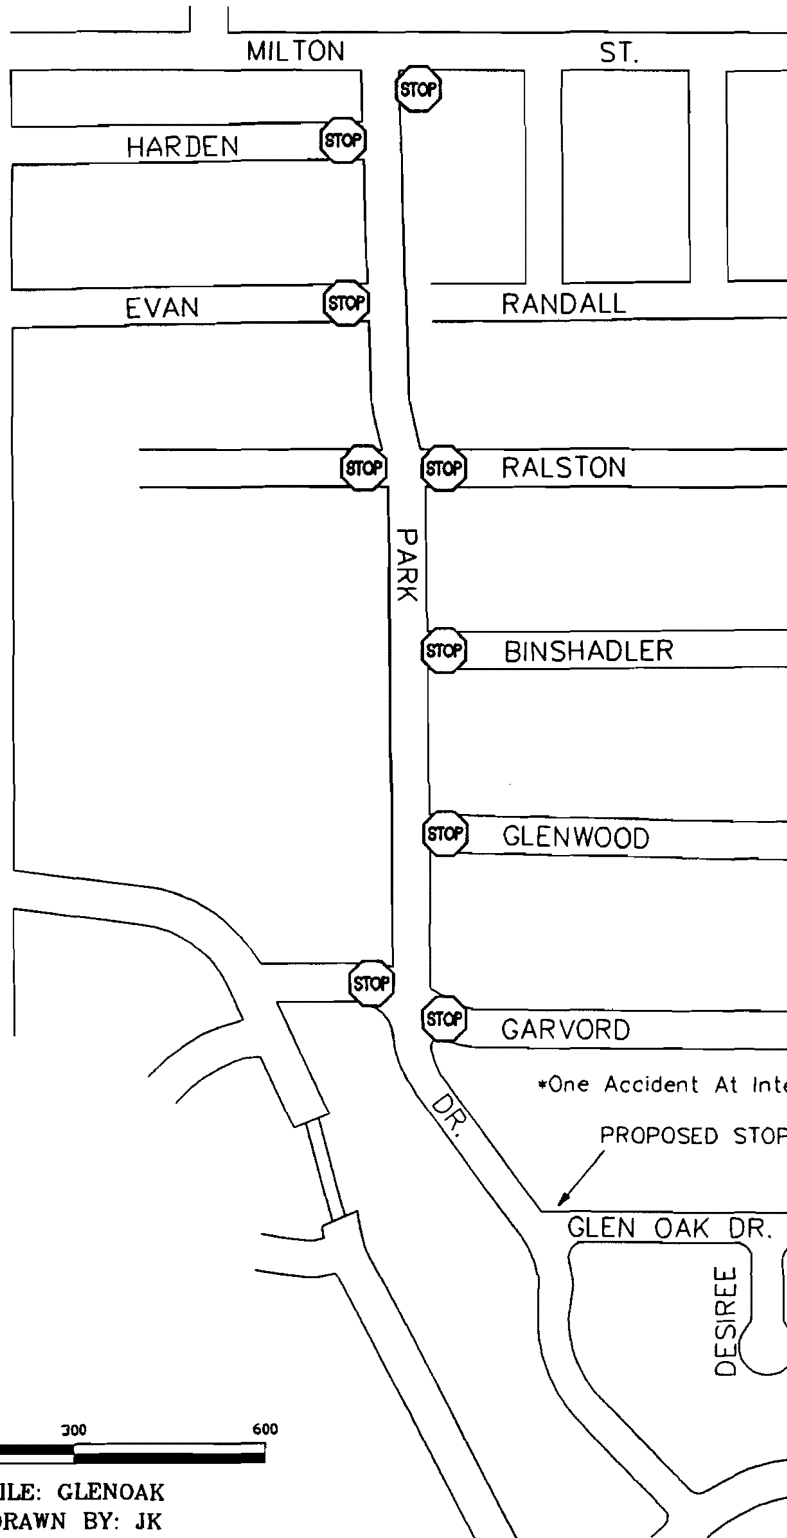 MILTON ST.
STOP
HARDEN STOP
EVAN STOP RANDALL
STOP STOP RALSTON
PARK
STOP BINSHADLER
STOP GLENWOOD
STOP
STOP GARVORD
*One Accident At Inte
DR.
PROPOSED STOP
GLEN OAK DR.
DESIREE
300 600
ILE: GLENOAK
DRAWN BY: JK